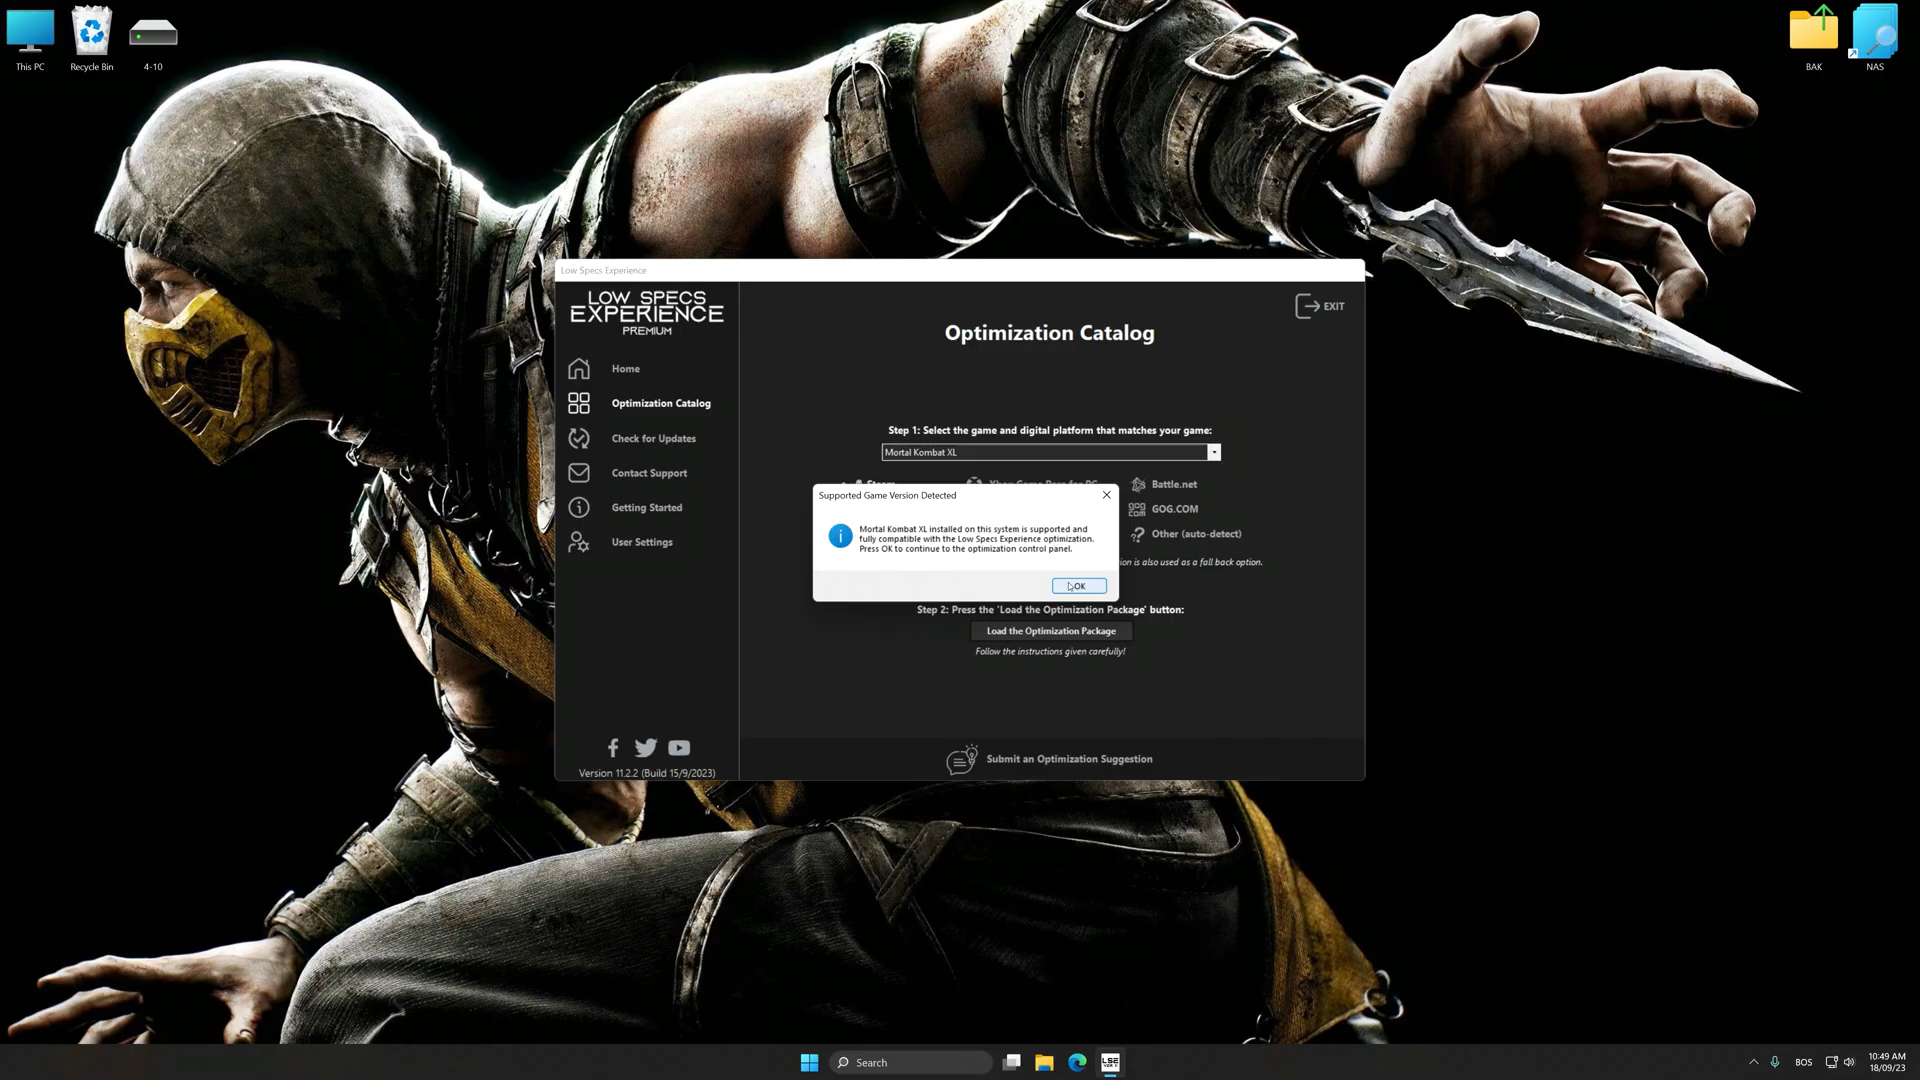 This PC
Recycle Bin
4-10
BAK
NAS
Low Specs Experience
LOW SPECS
EXPERIENCE
PREMIUM
EXIT
Optimization Catalog
Home
Optimization Catalog
Check for Updates
Contact Support
Getting Started
User Settings
Step 1: Select the game and digital platform that matches your game:
Mortal Kombat XL
Battle.net
GOG.COM
Other (auto-detect)
Supported Game Version Detected
Mortal Kombat XL installed on this system is supported and
fully compatible with the Low Specs Experience optimization.
Press OK to continue to the optimization control panel.
OK
ion is also used as a fall back option.
Step 2: Press the 'Load the Optimization Package' button:
Load the Optimization Package
Follow the instructions given carefully!
Submit an Optimization Suggestion
Version 11.2.2 (Build 15/9/2023)
Search
LSE
VER 11
BOS
10:49 AM
18/09/23